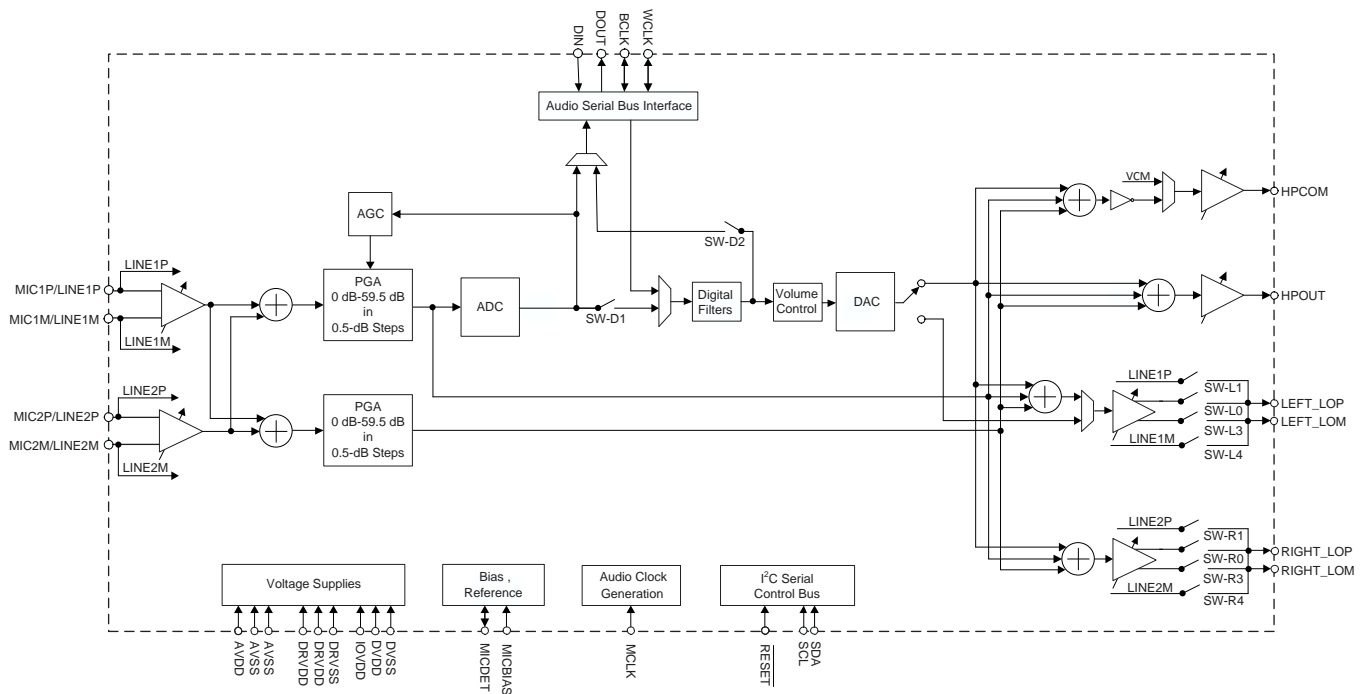 DIN
DOUT
BCLK
WCLK
Audio Serial Bus Interface
VCM
HPCOM
AGC
SW-D2
LINE1P
MIC1P/LINE1P
PGA
0 dB-59.5 dB
in
0.5-dB Steps
ADC
SW-D1
Digital
Filters
Volume
Control
DAC
HPOUT
MIC1M/LINE1M
LINE1M
LINE2P
MIC2P/LINE2P
PGA
0 dB-59.5 dB
in
0.5-dB Steps
MIC2M/LINE2M
LINE2M
LINE1P
SW-L1
SW-L0
LEFT_LOP
SW-L3
LEFT_LOM
LINE1M
SW-L4
LINE2P
SW-R1
SW-R0
RIGHT_LOP
SW-R3
RIGHT_LOM
LINE2M
SW-R4
Voltage Supplies
Bias ,
Reference
Audio Clock
Generation
I2C Serial
Control Bus
AVDD
AVSS
AVSS
DRVDD
DRVDD
DRVSS
IOVDD
DVDD
DVSS
MICDET
MICBIAS
MCLK
RESET
SCL
SDA